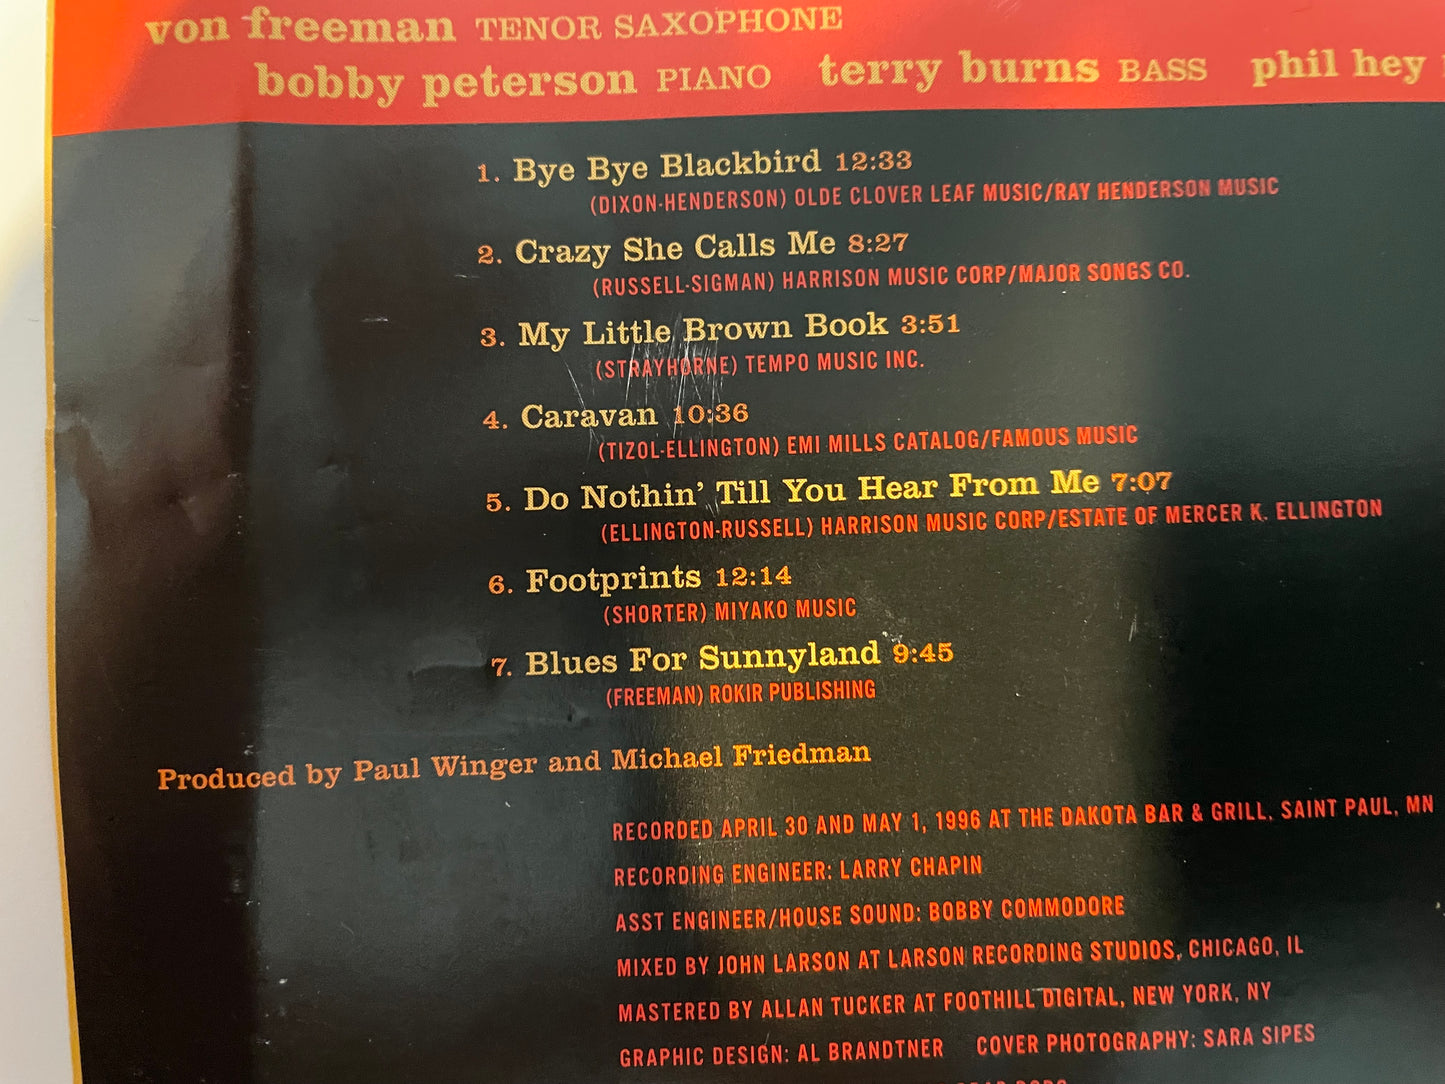 von freeman TENOR SAXOPHONE
bobby peterson PIANO terry burns BASS phil hey
1. Bye Bye Blackbird 12:33
(DIXON-HENDERSON) OLDE CLOVER LEAF MUSIC/RAY HENDERSON MUSIC
2. Crazy She Calls Me 8:27
(RUSSELL-SIGMAN) HARRISON MUSIC CORP/MAJOR SONGS CO.
3. My Little Brown Book 3:51
(STRAYHORNE) TEMPO MUSIC INC.
4. Caravan 10:36
(TIZOL-ELLINGTON) EMI MILLS CATALOG/FAMOUS MUSIC
5. Do Nothin' Till You Hear From Me 7:07
(ELLINGTON-RUSSELL) HARRISON MUSIC CORP/ESTATE OF MERCER K. ELLINGTON
6. Footprints 12:14
(SHORTER) MIYAKO MUSIC
7. Blues For Sunnyland 9:45
(FREEMAN) ROKIR PUBLISHING
Produced by Paul Winger and Michael Friedman
RECORDED APRIL 30 AND MAY 1, 1996 AT THE DAKOTA BAR & GRILL, SAINT PAUL, MN
RECORDING ENGINEER: LARRY CHAPIN
ASST ENGINEER/HOUSE SOUND: BOBBY COMMODORE
MIXED BY JOHN LARSON AT LARSON RECORDING STUDIOS, CHICAGO, IL
MASTERED BY ALLAN TUCKER AT FOOTHILL DIGITAL, NEW YORK, NY
GRAPHIC DESIGN: AL BRANDTNER COVER PHOTOGRAPHY: SARA SIPES